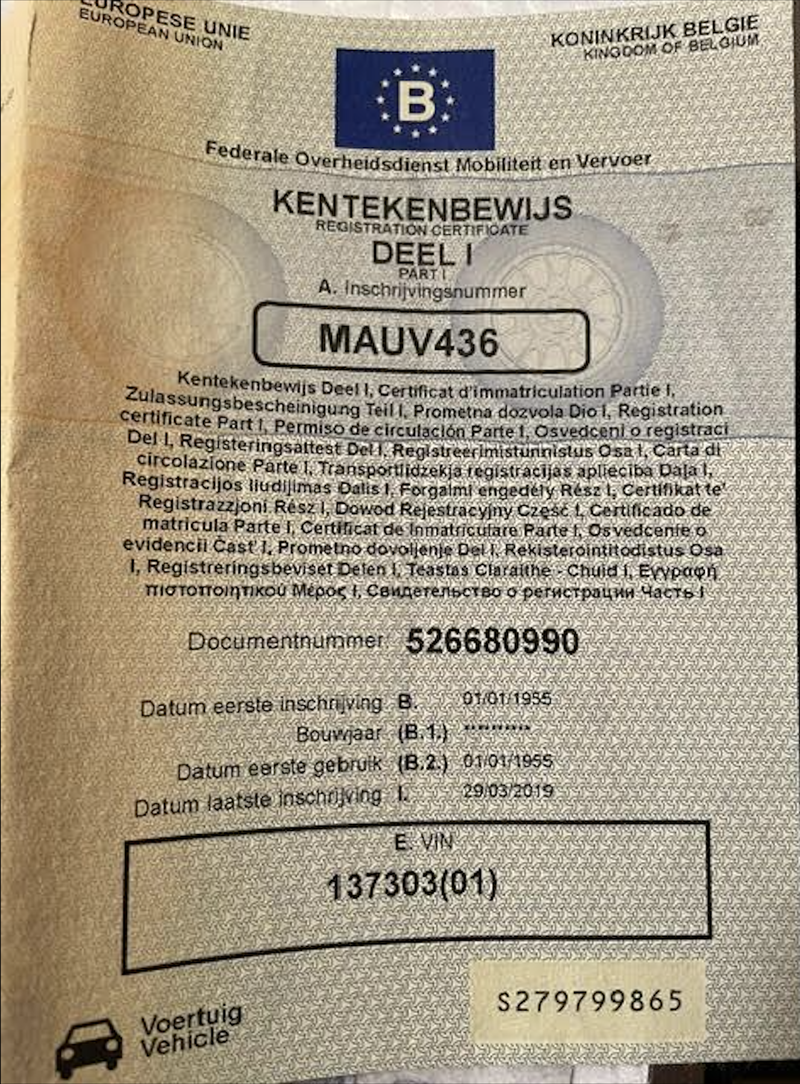 EUROPESE UNIE
EUROPEAN UNION
KONINKRIJK BELGIE
KINGDOM OF BELGIUM
B
Federale Overheidsdienst Mobiliteit en Vervoer
KENTEKENBEWIJS
REGISTRATION CERTIFICATE
DEEL I
PART I
A. Inschrijvingsnummer
MAUV436
Kentekenbewijs Deel I, Certificat d'immatriculation Partie I,
Zulassungsbescheinigung Teil I, Prometna dozvola Dio I, Registration
certificate Part I, Permiso de circulación Parte I, Osvedceni o registraci
Del I, Registeringsattest Del I, Registreerimistunnistus Osa I, Carta di
circolazione Parte I, Transportlidzekja registracijas aplieciba Daļa I,
Registracijos liudijimas Dalis I, Forgalmi engedély Rész I, Certifikat te'
Registrazzjoni Rész I, Dowod Rejestracyjny Część I, Certificado de
matricula Parte I, Certificat de Inmatriculare Parte I, Osvedcenie o
evidencii Časť I, Prometno dovoljenje Del I, Rekisterointitodistus Osa
I, Registreringsbeviset Delen I, Teastas Claraithe - Chuid I, Εγγραφή
πιστοποιητικού Μέρος I, Свидетельство о регистрации Часть I
Documentnummer 526680990
Datum eerste inschrijving B. 01/01/1955
Bouwjaar (B.1.) **********
Datum eerste gebruik (B.2.) 01/01/1955
Datum laatste inschrijving I. 29/03/2019
E. VIN
137303(01)
S279799865
Voertuig
Vehicle